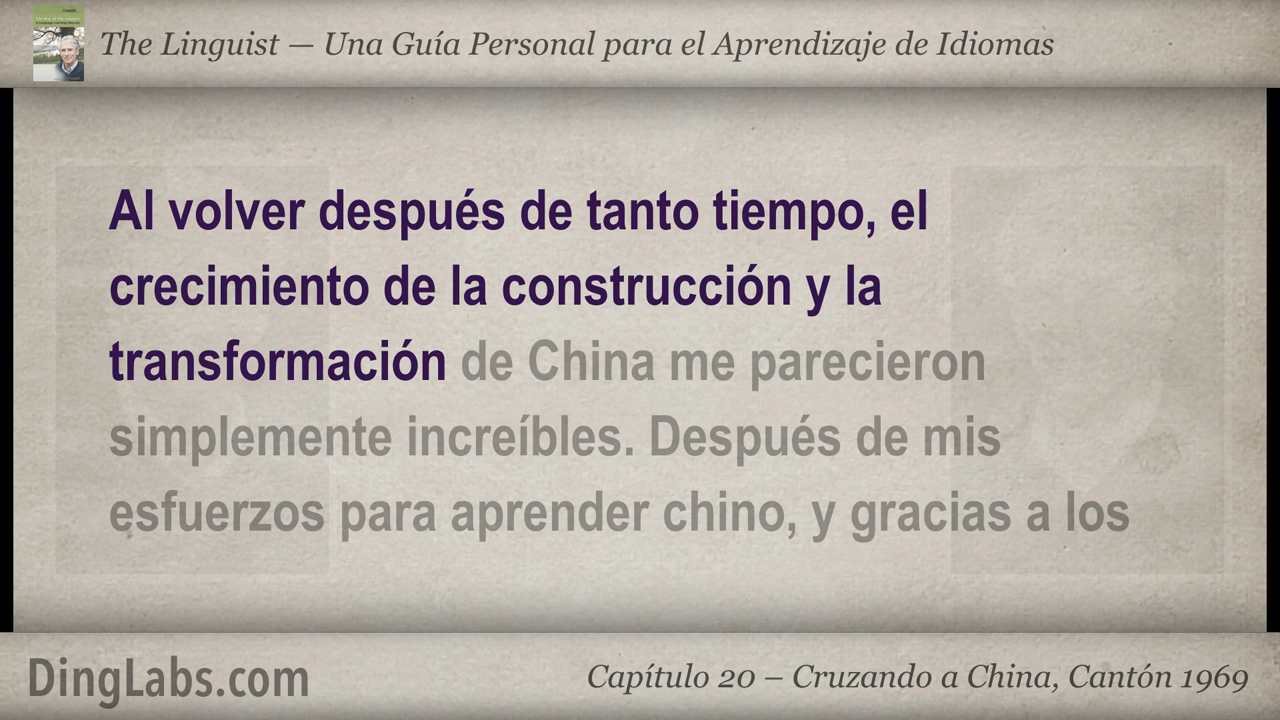 The Linguist — Una Guía Personal para el Aprendizaje de Idiomas
Al volver después de tanto tiempo, el
crecimiento de la construcción y la
transformación de China me parecieron
simplemente increíbles. Después de mis
esfuerzos para aprender chino, y gracias a los
DingLabs.com
Capítulo 20 – Cruzando a China, Cantón 1969